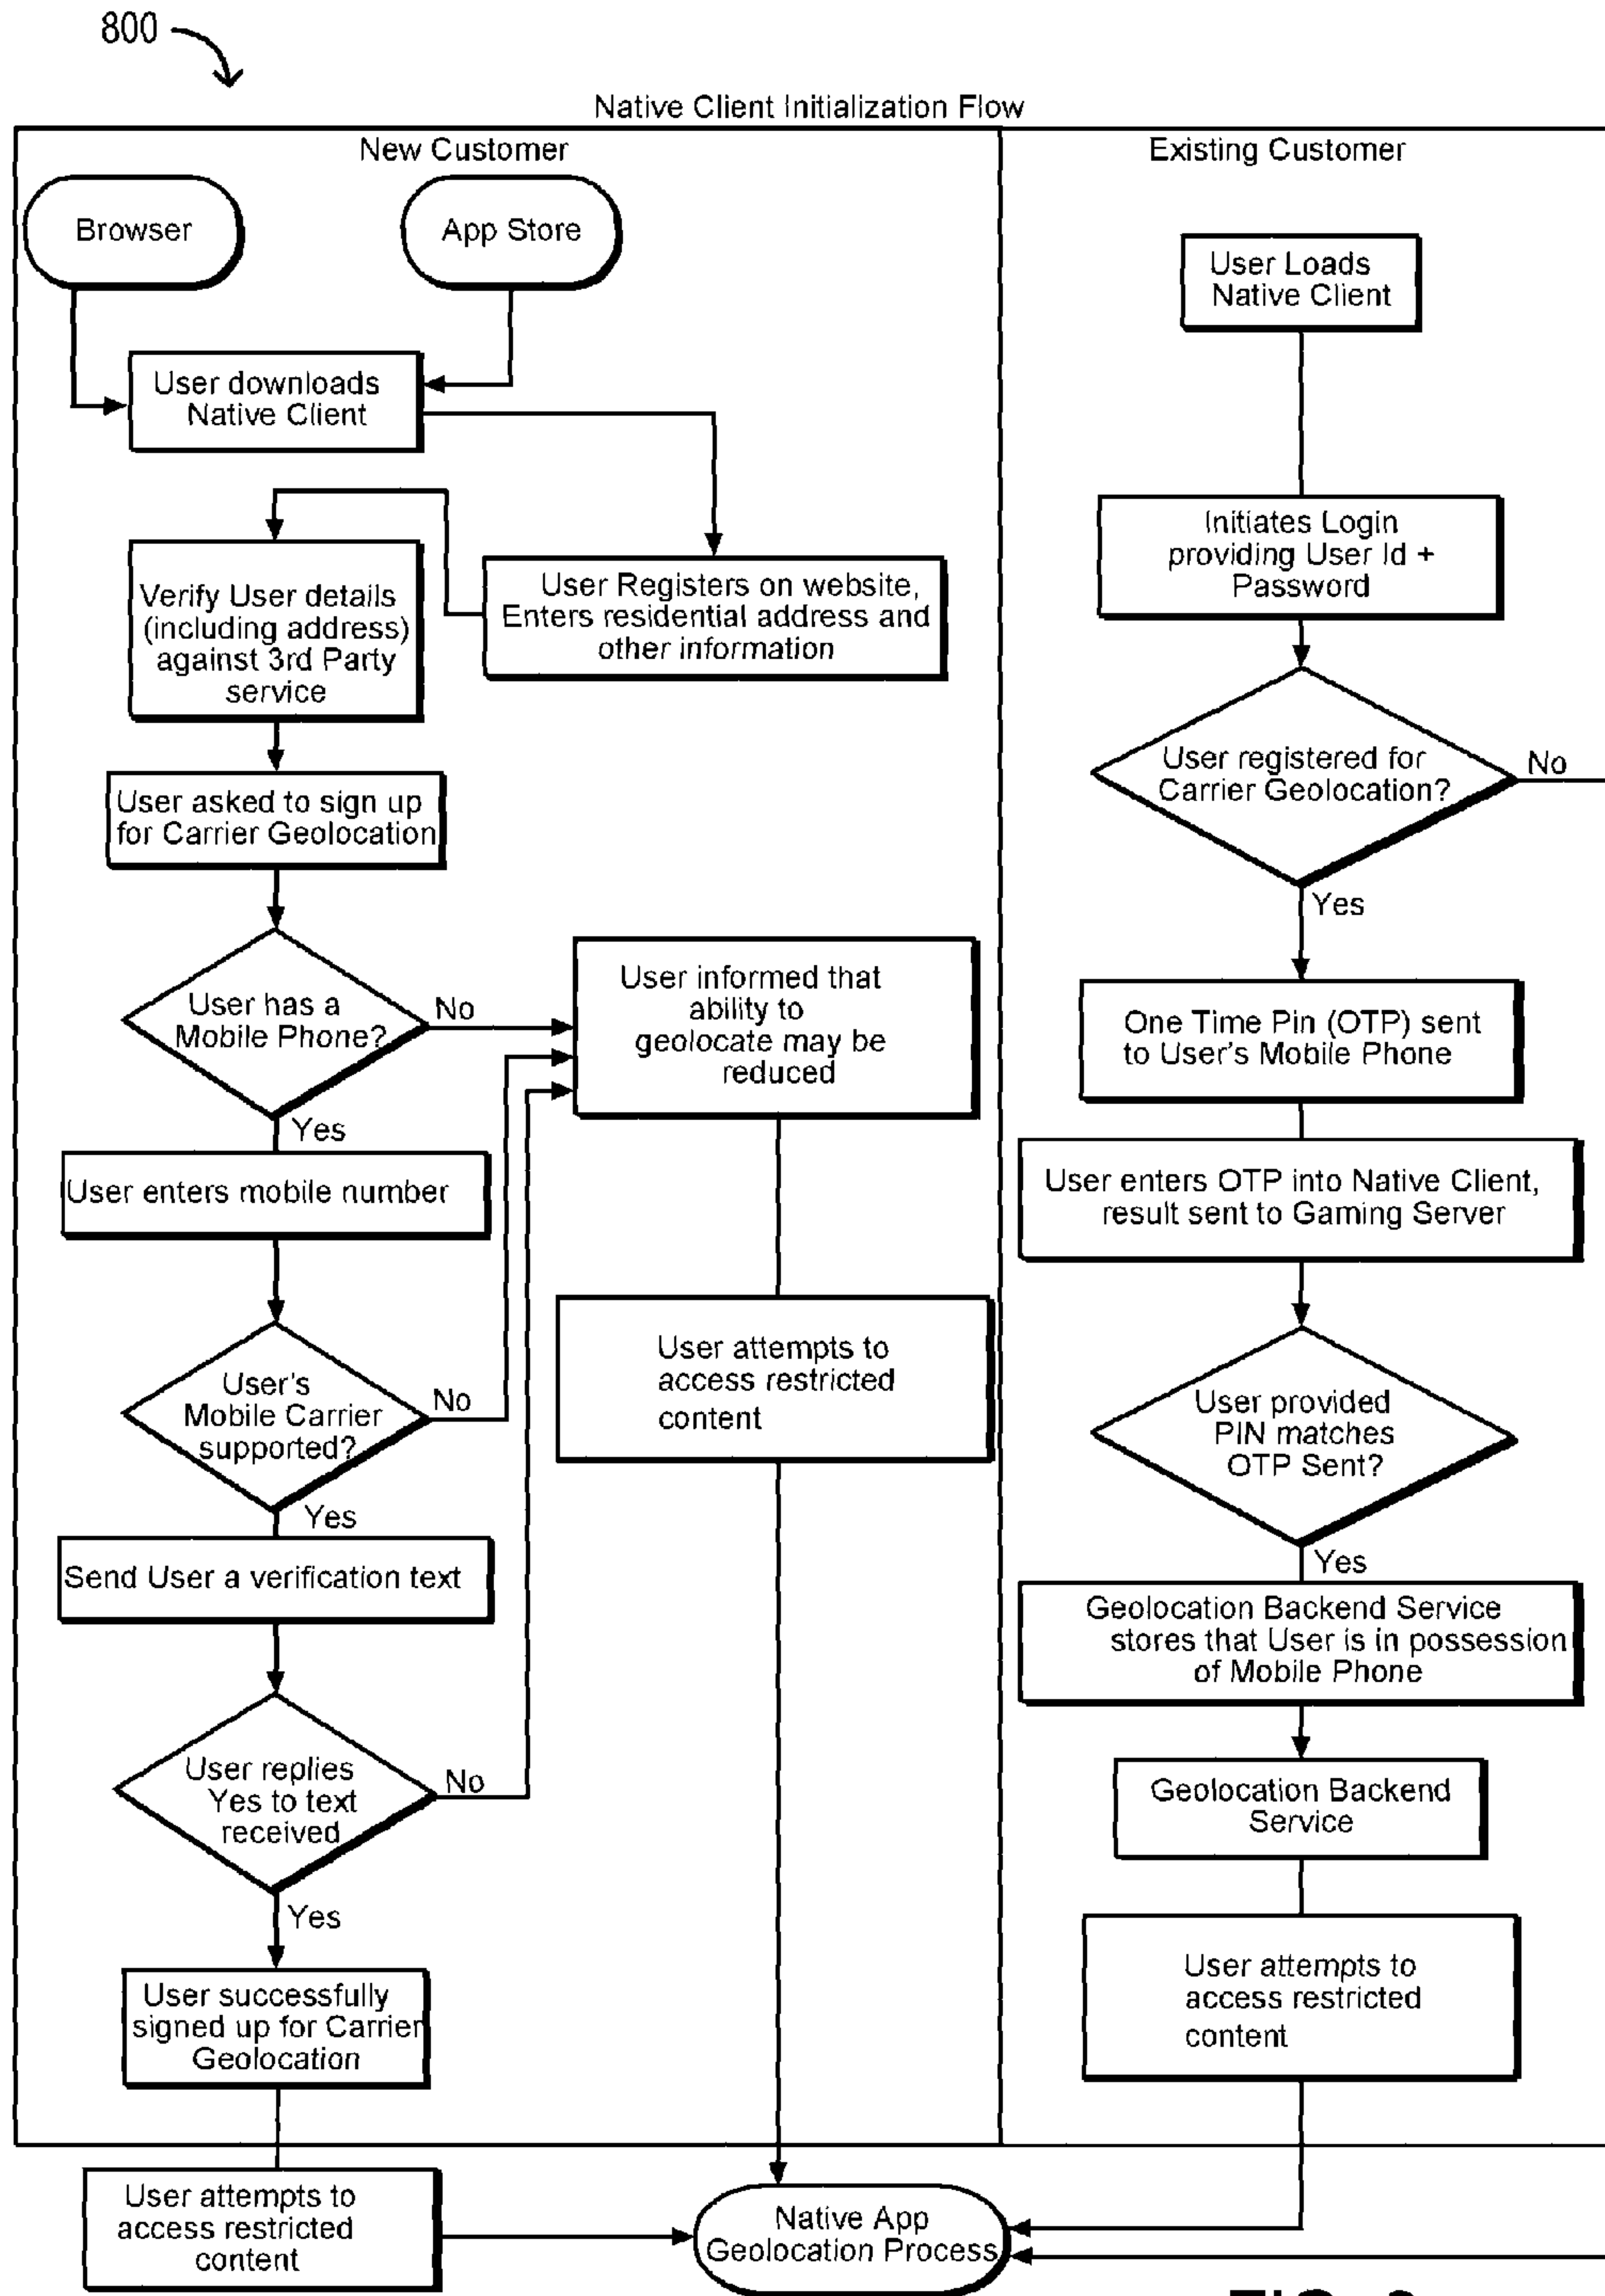 800
Native Client Initialization Flow
New Customer
Browser
App Store
User downloads
Native Client
User Registers on website,
Enters residential address and
other information
Verify User details
(including address)
against 3rd Party
service
User asked to sign up
for Carrier Geolocation
User has a
Mobile Phone?
No
Yes
User informed that
ability to
geolocate may be
reduced
User enters mobile number
User's
Mobile Carrier
supported?
No
Yes
User attempts to
access restricted
content
Send User a verification text
User replies
Yes to text
received
No
Yes
User successfully
signed up for Carrier
Geolocation
User attempts to
access restricted
content
Existing Customer
User Loads
Native Client
Initiates Login
providing User Id +
Password
User registered for
Carrier Geolocation?
No
Yes
One Time Pin (OTP) sent
to User's Mobile Phone
User enters OTP into Native Client,
result sent to Gaming Server
User provided
PIN matches
OTP Sent?
Yes
Geolocation Backend Service
stores that User is in possession
of Mobile Phone
Geolocation Backend
Service
User attempts to
access restricted
content
Native App
Geolocation Process